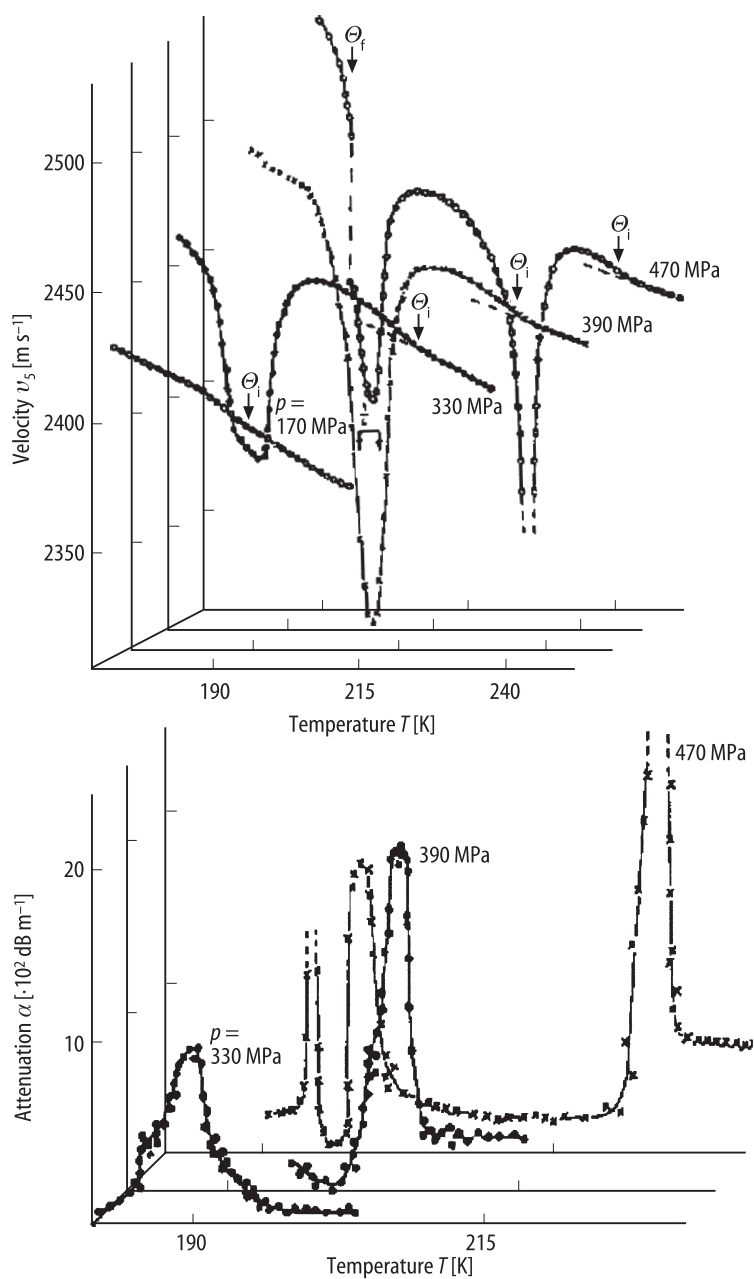 Θf
2500
Θi
470 MPa
Θi
2450
390 MPa
Θi
330 MPa
Θi
p =
170 MPa
2400
2350
Velocity υ5 [m s–1]
190
215
240
Temperature T [K]
470 MPa
390 MPa
20
p =
330 MPa
10
Attenuation α [·10² dB m–1]
190
215
Temperature T [K]